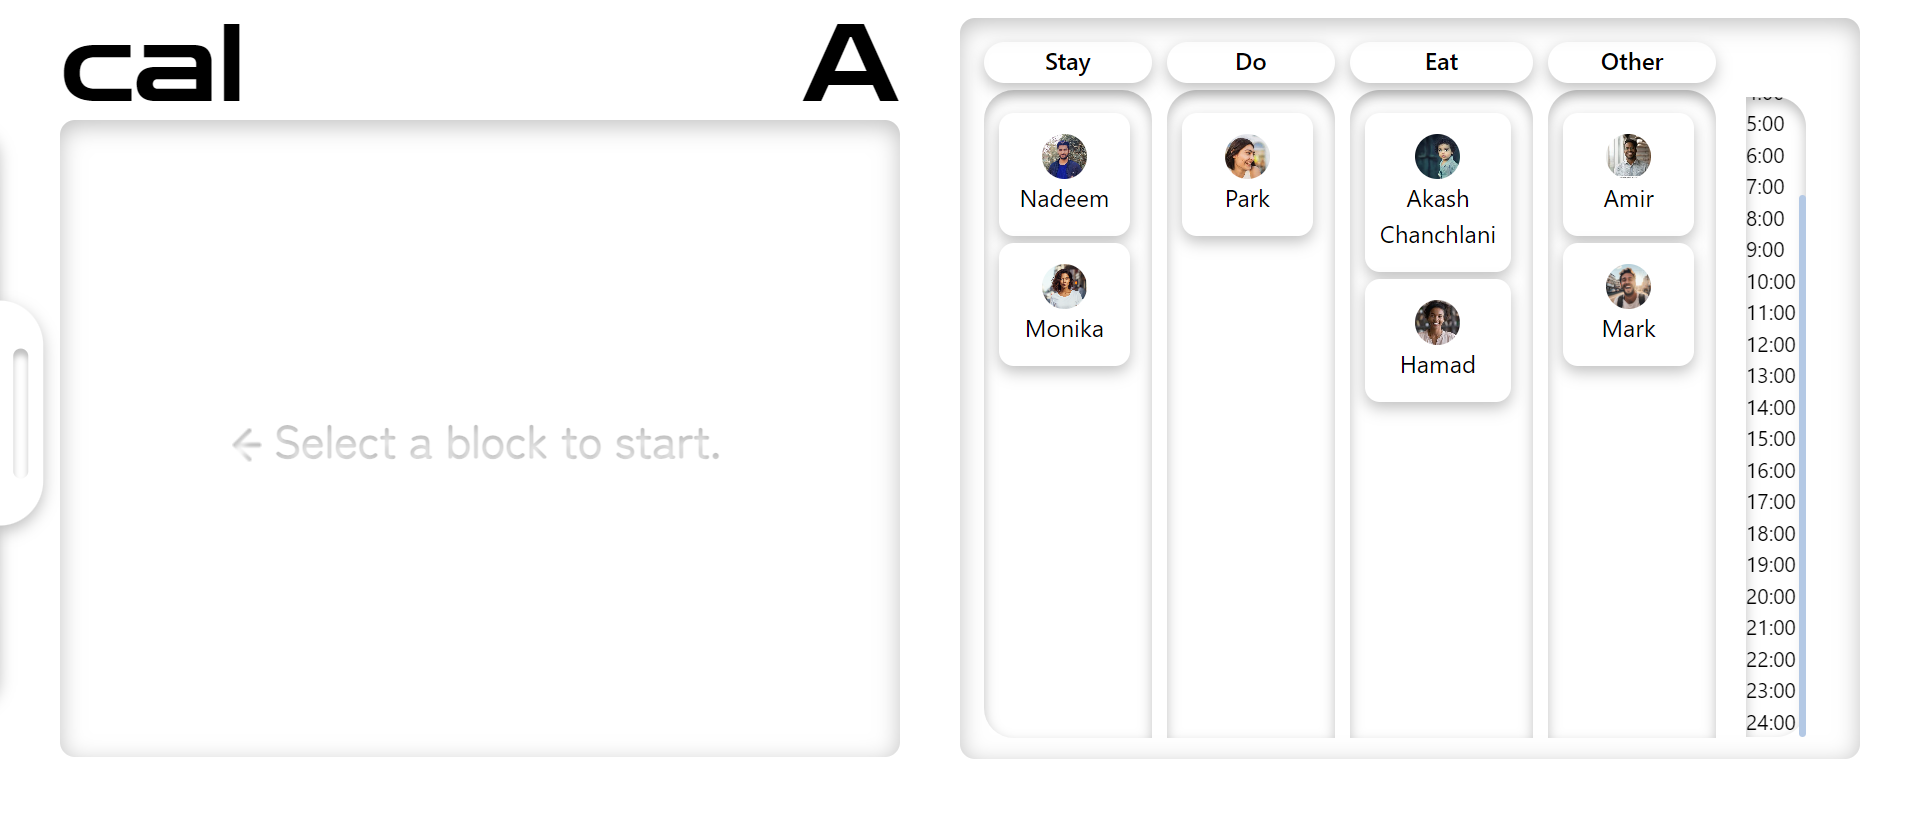 cal
A
← Select a block to start.
Stay
Do
Eat
Other
Nadeem
Monika
Park
Akash
Chanchlani
Hamad
Amir
Mark
5:00
6:00
7:00
8:00
9:00
10:00
11:00
12:00
13:00
14:00
15:00
16:00
17:00
18:00
19:00
20:00
21:00
22:00
23:00
24:00